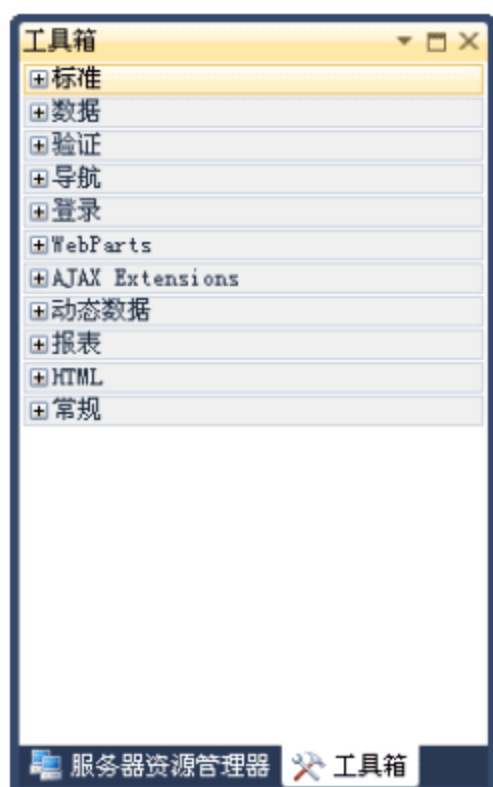 工具箱
标准
数据
验证
导航
登录
WebParts
AJAX Extensions
动态数据
报表
HTML
常规
服务器资源管理器 工具箱